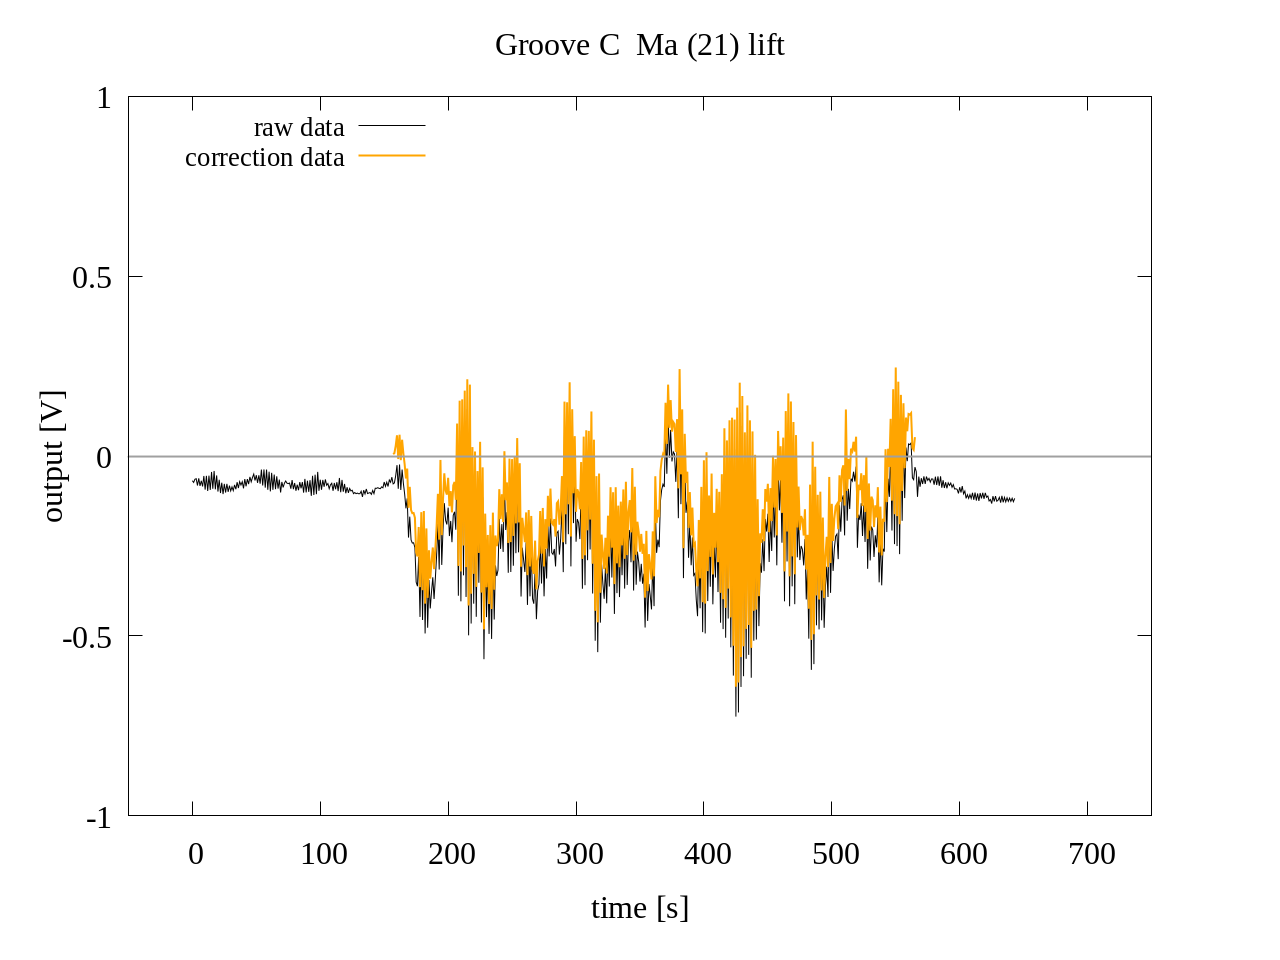 Groove C  Ma (21) lift
raw data
correction data
1
0.5
0
-0.5
-1
output [V]
0 100 200 300 400 500 600 700
time [s]